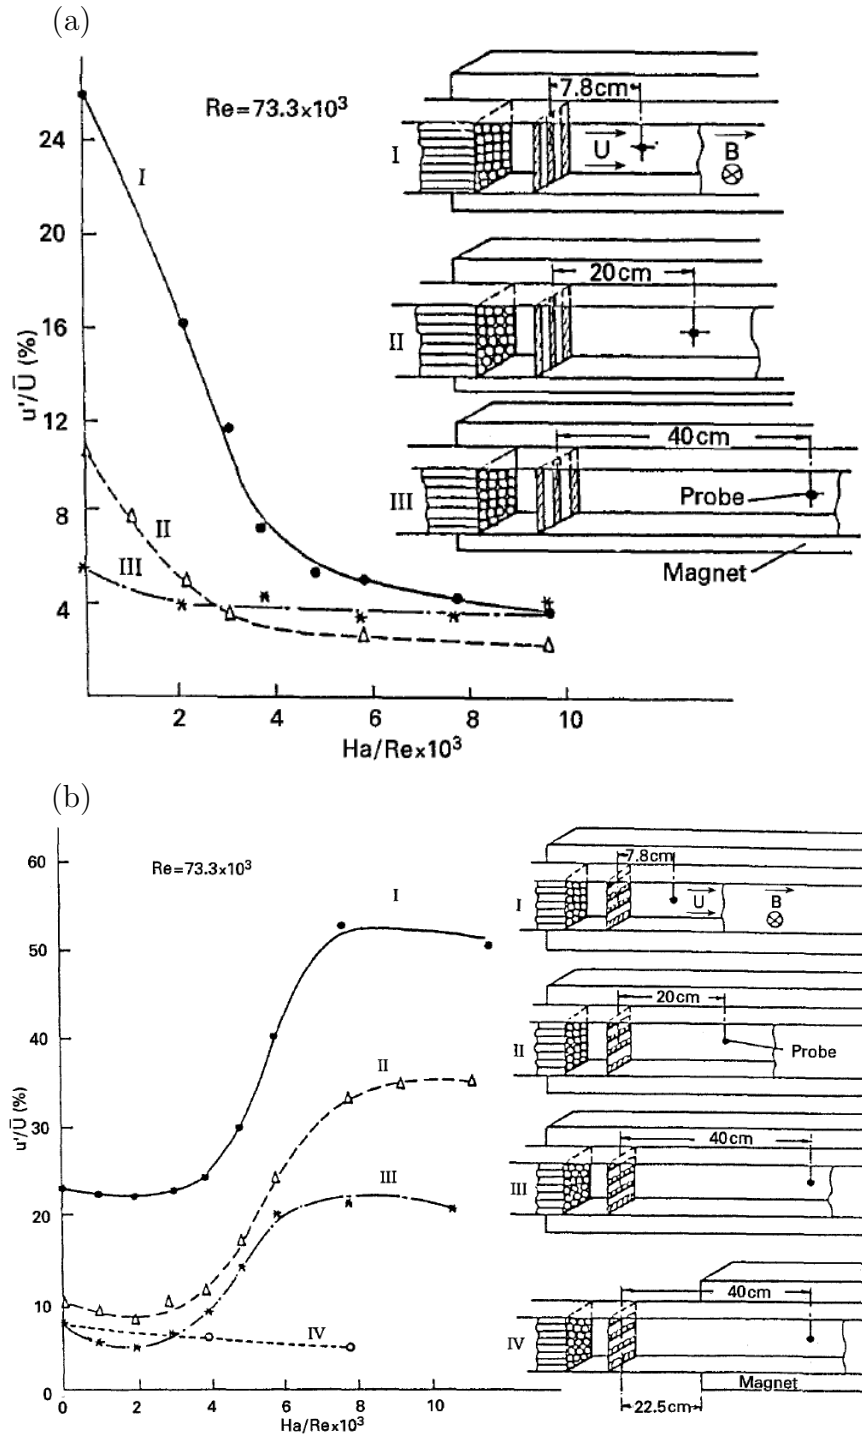 (a)
Re=73.3x10³
u'/U̅ (%)
24
20
16
12
8
4
2
4
6
8
10
Ha/Rex10³
I
II
III
I
7.8cm
U
B
II
20cm
III
40cm
Probe
Magnet
(b)
Re=73.3x10³
u'/U̅ (%)
60
50
40
30
20
10
0
0
2
4
6
8
10
Ha/Rex10³
I
II
III
IV
I
7.8cm
U
B
II
20cm
Probe
III
40cm
IV
40cm
Magnet
22.5cm